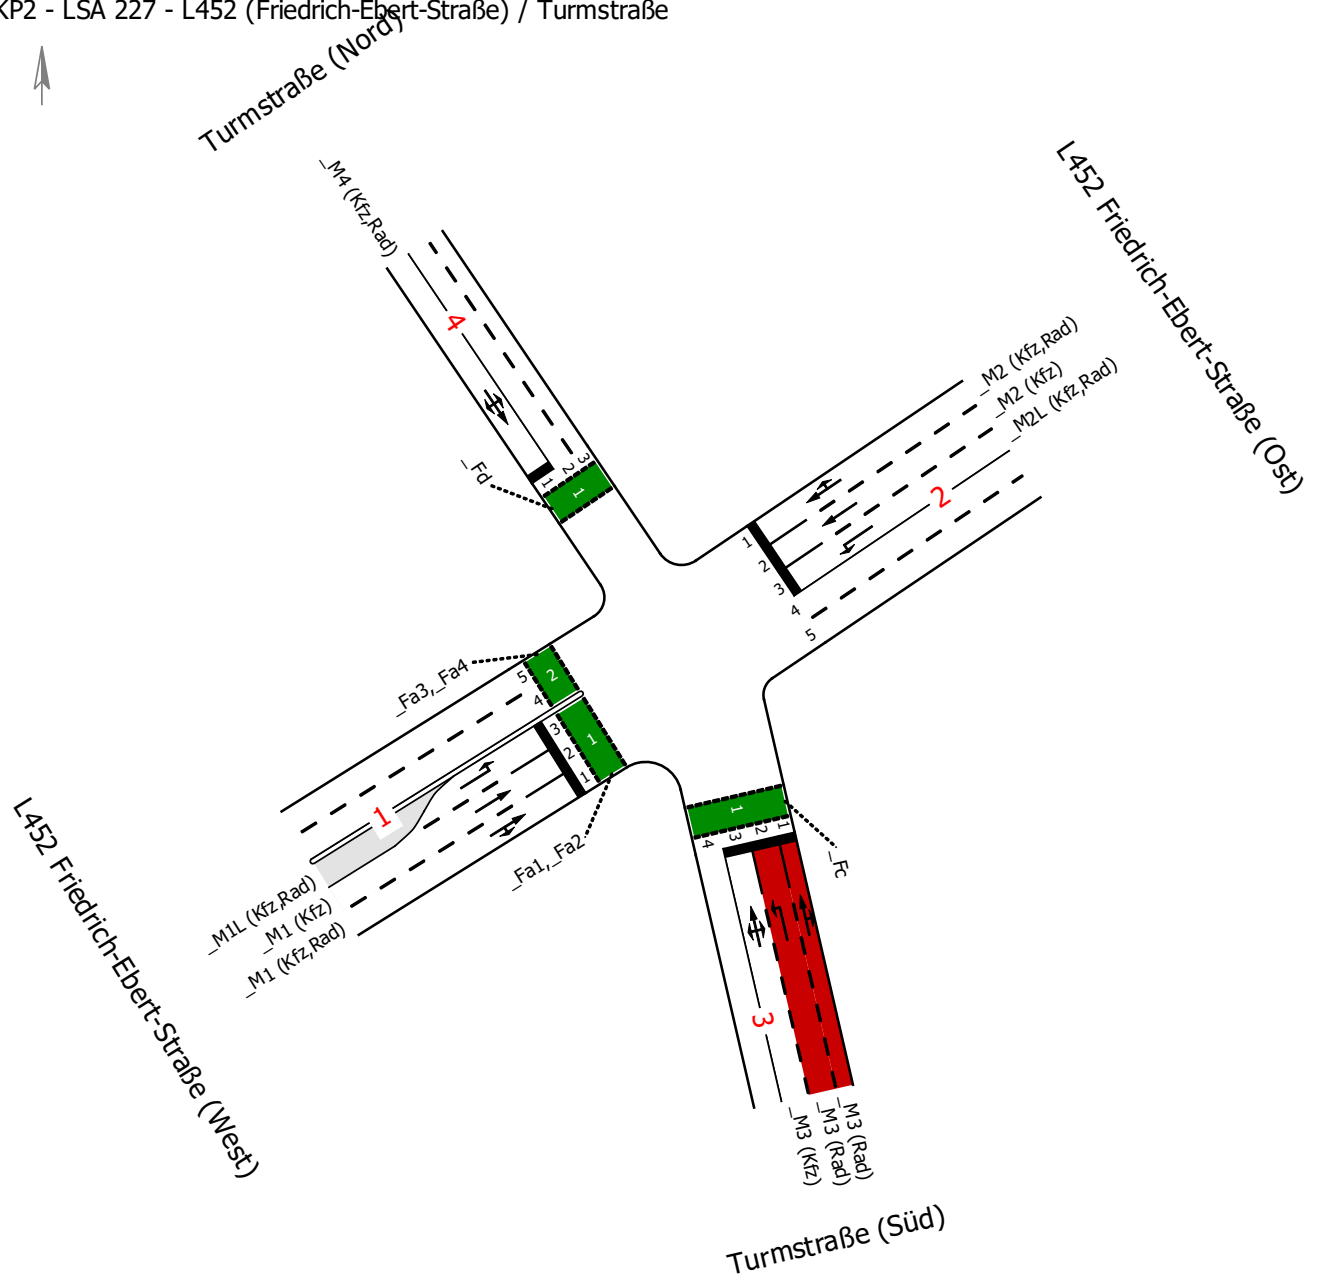 KP2 - LSA 227 - L452 (Friedrich-Ebert-Straße) / Turmstraße
Turmstraße (Nord)
_M4 (Kfz,Rad)
4
_Fd
1
2
3
1
L452 Friedrich-Ebert-Straße (Ost)
_M2 (Kfz,Rad)
_M2 (Kfz)
_M2L (Kfz,Rad)
2
1
2
3
4
5
_Fa3,_Fa4
5
4
3
2
1
2
1
1
_Fa1,_Fa2
_M1L (Kfz,Rad)
_M1 (Kfz)
_M1 (Kfz,Rad)
L452 Friedrich-Ebert-Straße (West)
1
4
3
2
1
_Fc
3
_M3 (Kfz)
_M3 (Rad)
_M3 (Rad)
Turmstraße (Süd)